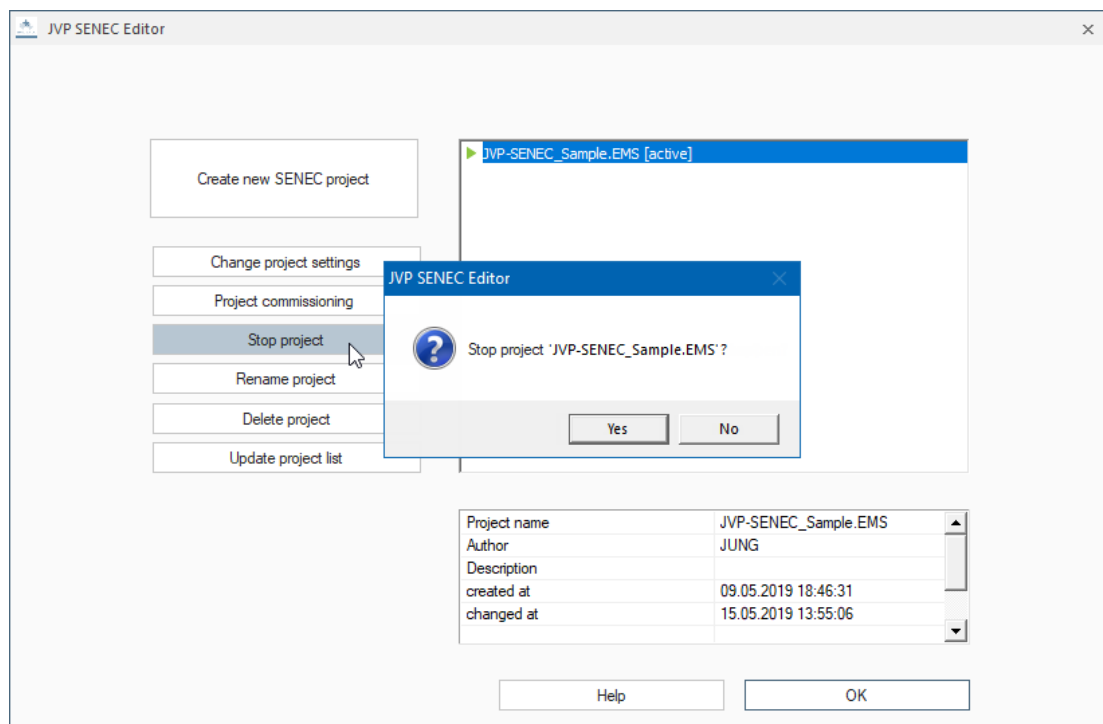 JVP SENEC Editor
Create new SENEC project
JVP-SENEC_Sample.EMS [active]
Change project settings
Project commissioning
Stop project
Rename project
Delete project
Update project list
JVP SENEC Editor
Stop project 'JVP-SENEC_Sample.EMS'?
Yes No
Project name JVP-SENEC_Sample.EMS
Author JUNG
Description
created at 09.05.2019 18:46:31
changed at 15.05.2019 13:55:06
Help OK